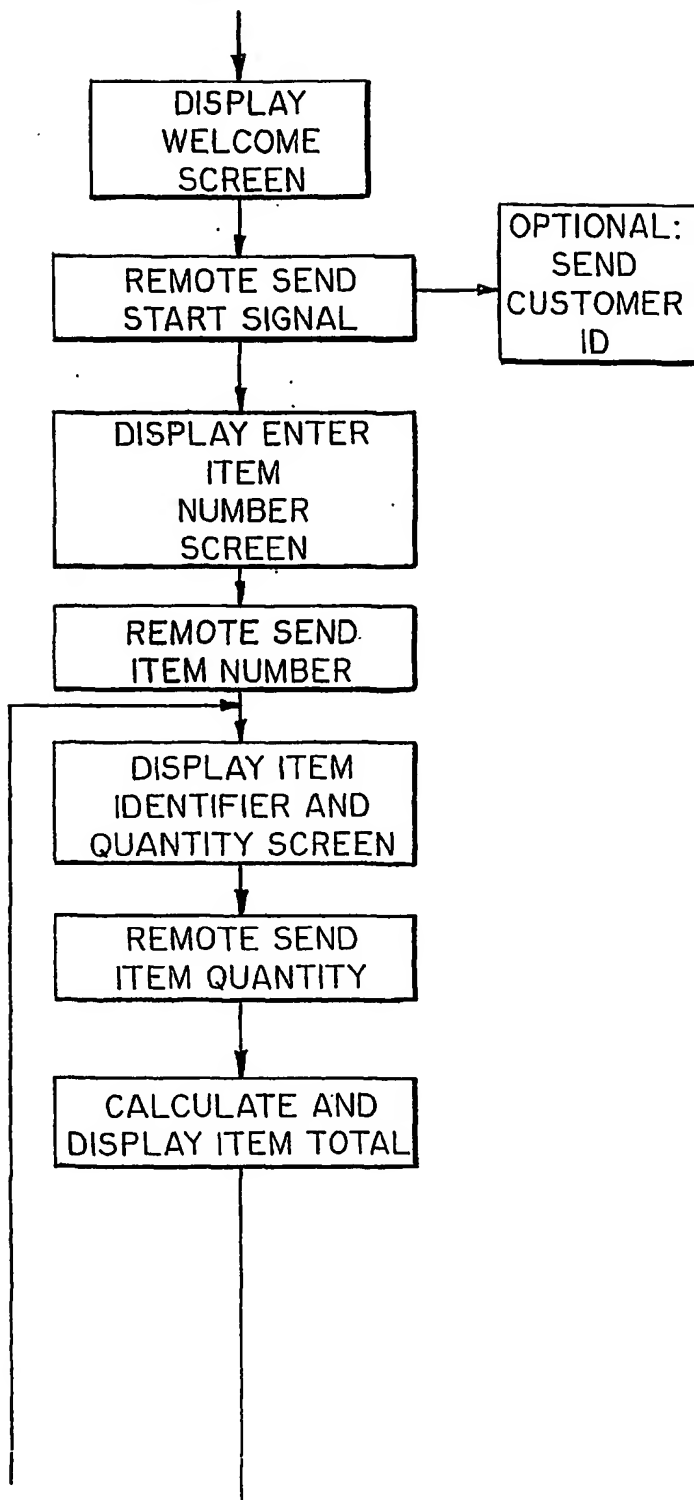 DISPLAY
WELCOME
SCREEN
REMOTE SEND
START SIGNAL
OPTIONAL:
SEND
CUSTOMER
ID
DISPLAY ENTER
ITEM
NUMBER
SCREEN
REMOTE SEND
ITEM NUMBER
DISPLAY ITEM
IDENTIFIER AND
QUANTITY SCREEN
REMOTE SEND
ITEM QUANTITY
CALCULATE AND
DISPLAY ITEM TOTAL